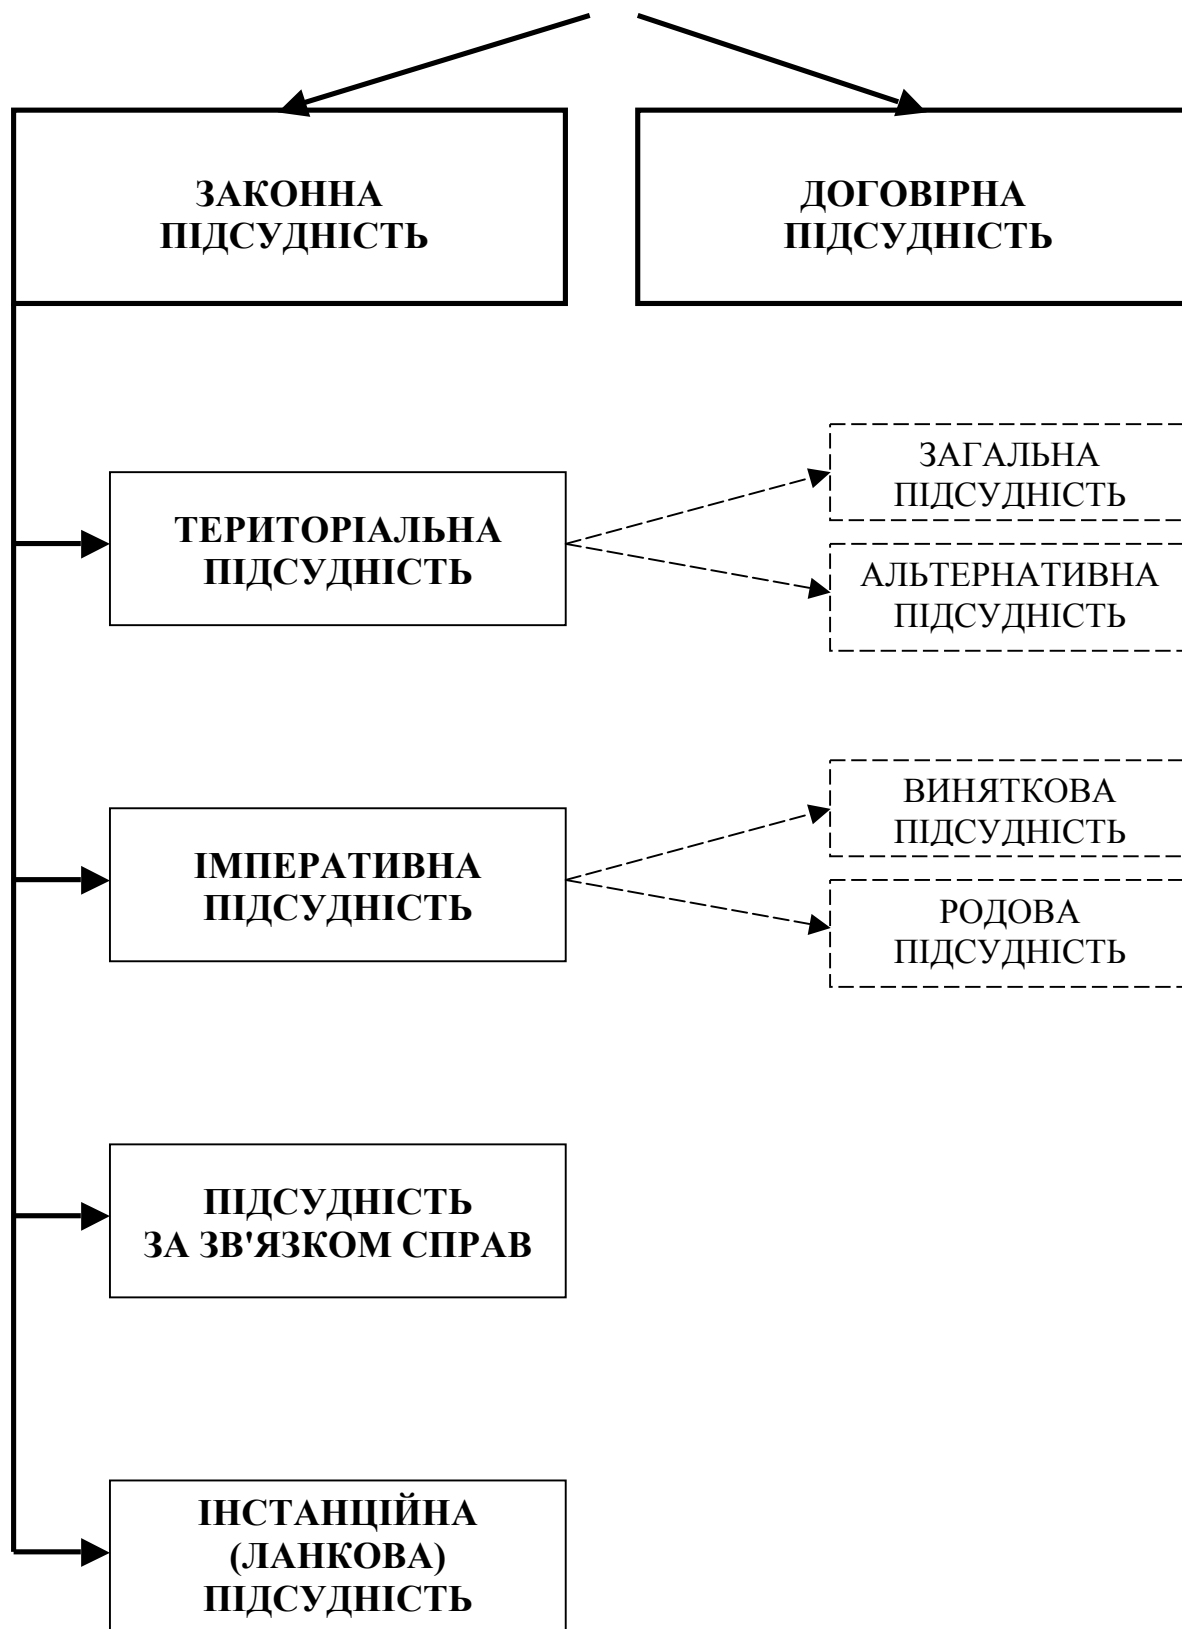 ЗАКОННА
ПІДСУДНІСТЬ
ДОГОВІРНА
ПІДСУДНІСТЬ
ЗАГАЛЬНА
ПІДСУДНІСТЬ
ТЕРИТОРІАЛЬНА
ПІДСУДНІСТЬ
АЛЬТЕРНАТИВНА
ПІДСУДНІСТЬ
ВИНЯТКОВА
ПІДСУДНІСТЬ
ІМПЕРАТИВНА
ПІДСУДНІСТЬ
РОДОВА
ПІДСУДНІСТЬ
ПІДСУДНІСТЬ
ЗА ЗВ'ЯЗКОМ СПРАВ
ІНСТАНЦІЙНА
(ЛАНКОВА)
ПІДСУДНІСТЬ